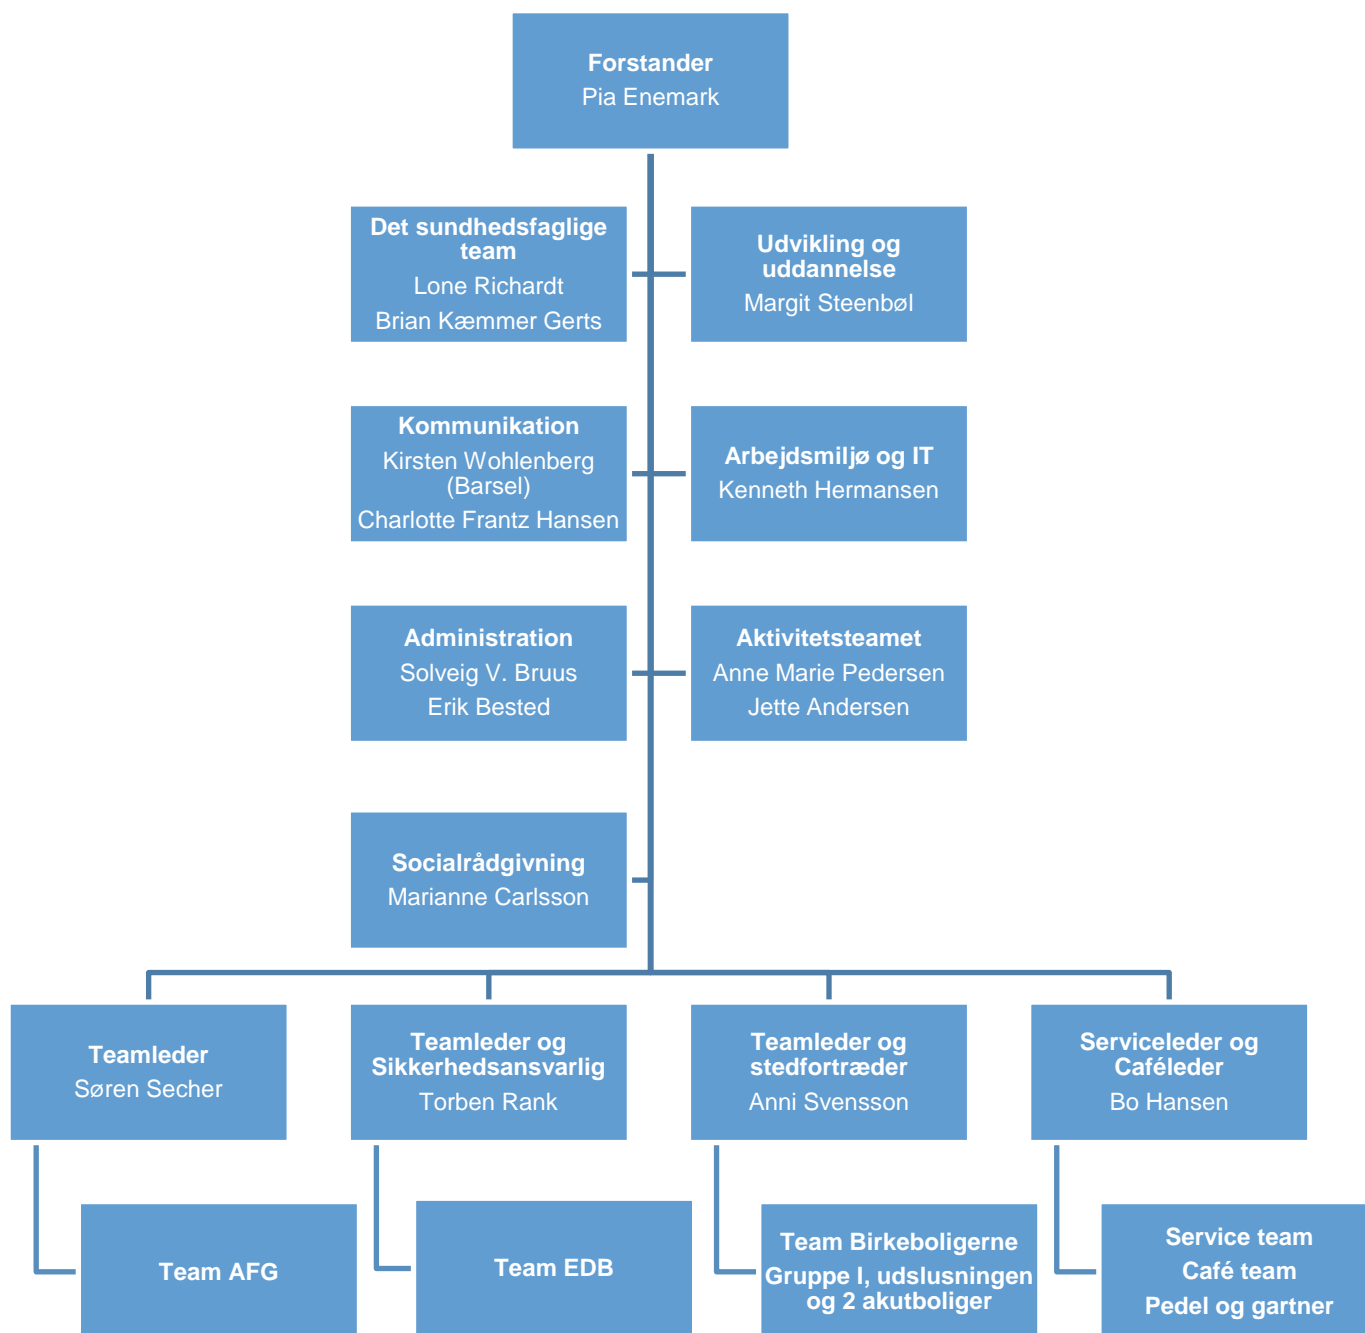 Forstander
Pia Enemark
Det sundhedsfaglige
team
Lone Richardt
Brian Kæmmer Gerts
Udvikling og
uddannelse
Margit Steenbøl
Kommunikation
Kirsten Wohlenberg
(Barsel)
Charlotte Frantz Hansen
Arbejdsmiljø og IT
Kenneth Hermansen
Administration
Solveig V. Bruus
Erik Bested
Aktivitetsteamet
Anne Marie Pedersen
Jette Andersen
Socialrådgivning
Marianne Carlsson
Teamleder
Søren Secher
Teamleder og
Sikkerhedsansvarlig
Torben Rank
Teamleder og
stedfortræder
Anni Svensson
Serviceleder og
Caféleder
Bo Hansen
Team AFG
Team EDB
Team Birkeboligerne
Gruppe I, udslusningen
og 2 akutboliger
Service team
Café team
Pedel og gartner